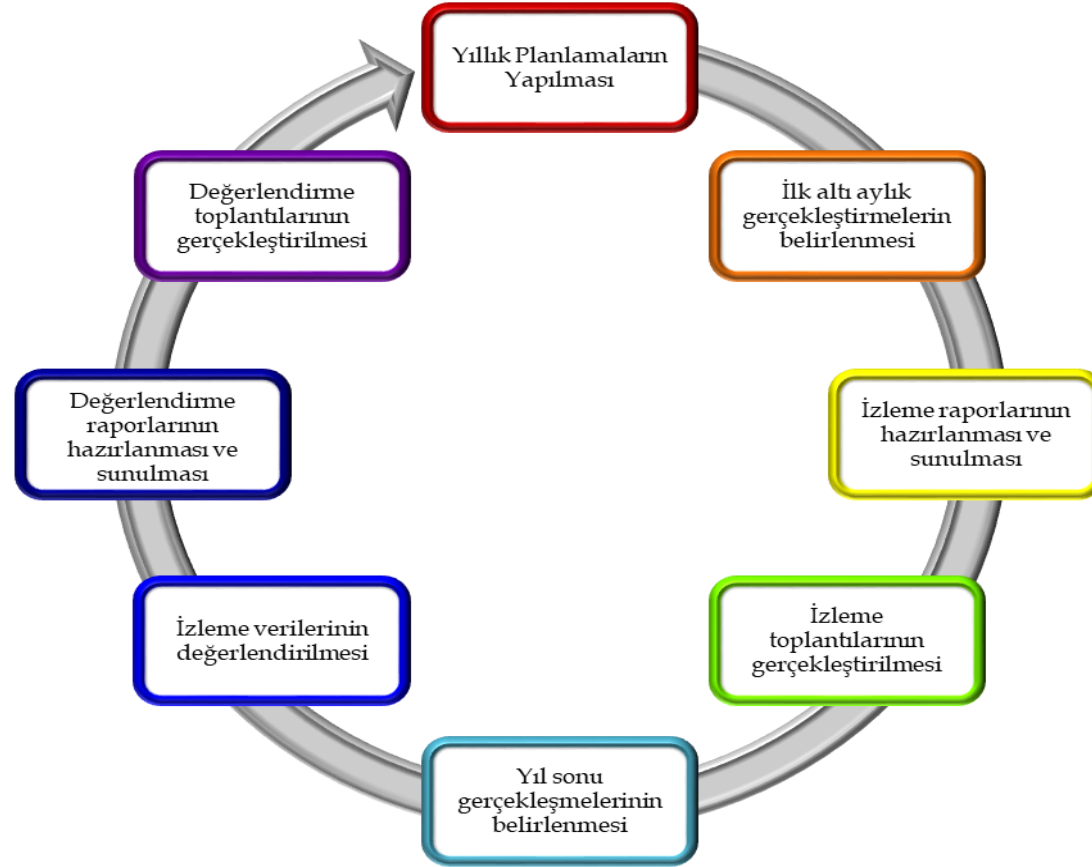 Yıllık Planlamaların
Yapılması
İlk altı aylık
gerçekleştirmelerin
belirlenmesi
İzleme raporlarının
hazırlanması ve
sunulması
İzleme
toplantılarının
gerçekleştirilmesi
Yıl sonu
gerçekleşmelerinin
belirlenmesi
İzleme verilerinin
değerlendirilmesi
Değerlendirme
raporlarının
hazırlanması ve
sunulması
Değerlendirme
toplantılarının
gerçekleştirilmesi